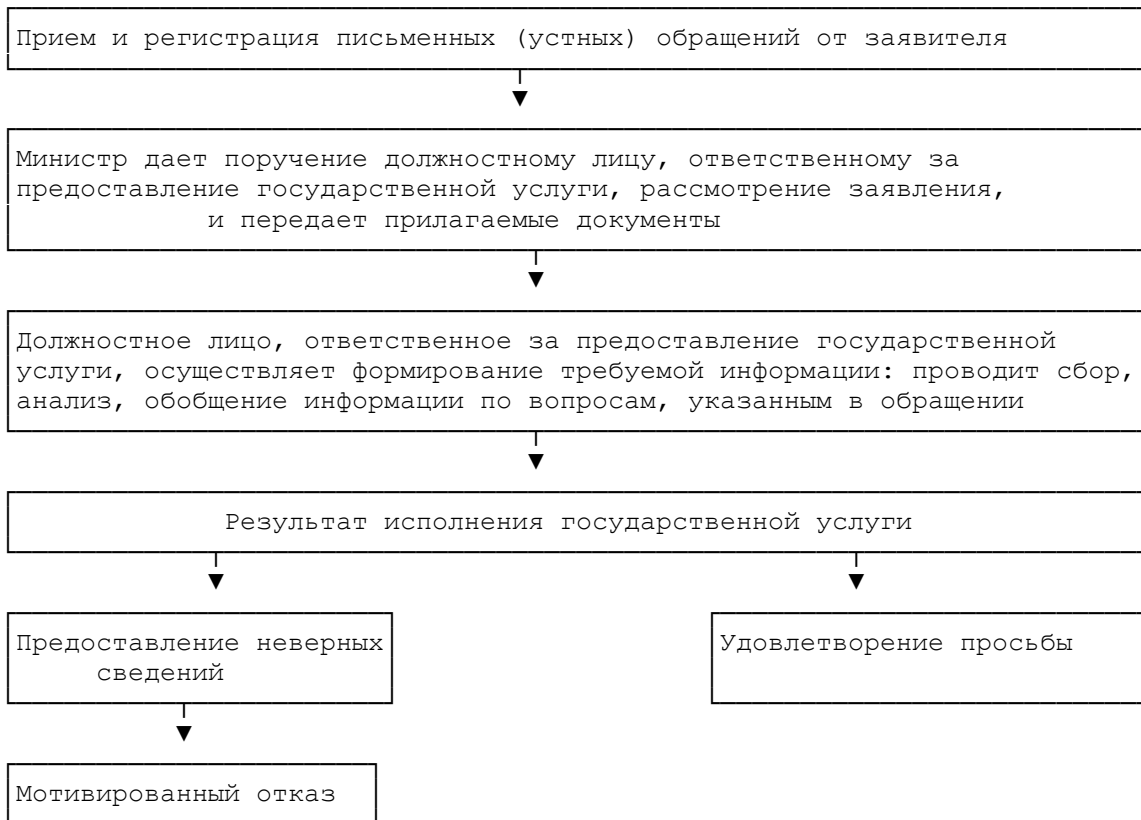 Прием и регистрация письменных (устных) обращений от заявителя
Министр дает поручение должностному лицу, ответственному за
предоставление государственной услуги, рассмотрение заявления,
и передает прилагаемые документы
Должностное лицо, ответственное за предоставление государственной
услуги, осуществляет формирование требуемой информации: проводит сбор,
анализ, обобщение информации по вопросам, указанным в обращении
Результат исполнения государственной услуги
Предоставление неверных
сведений
Удовлетворение просьбы
Мотивированный отказ